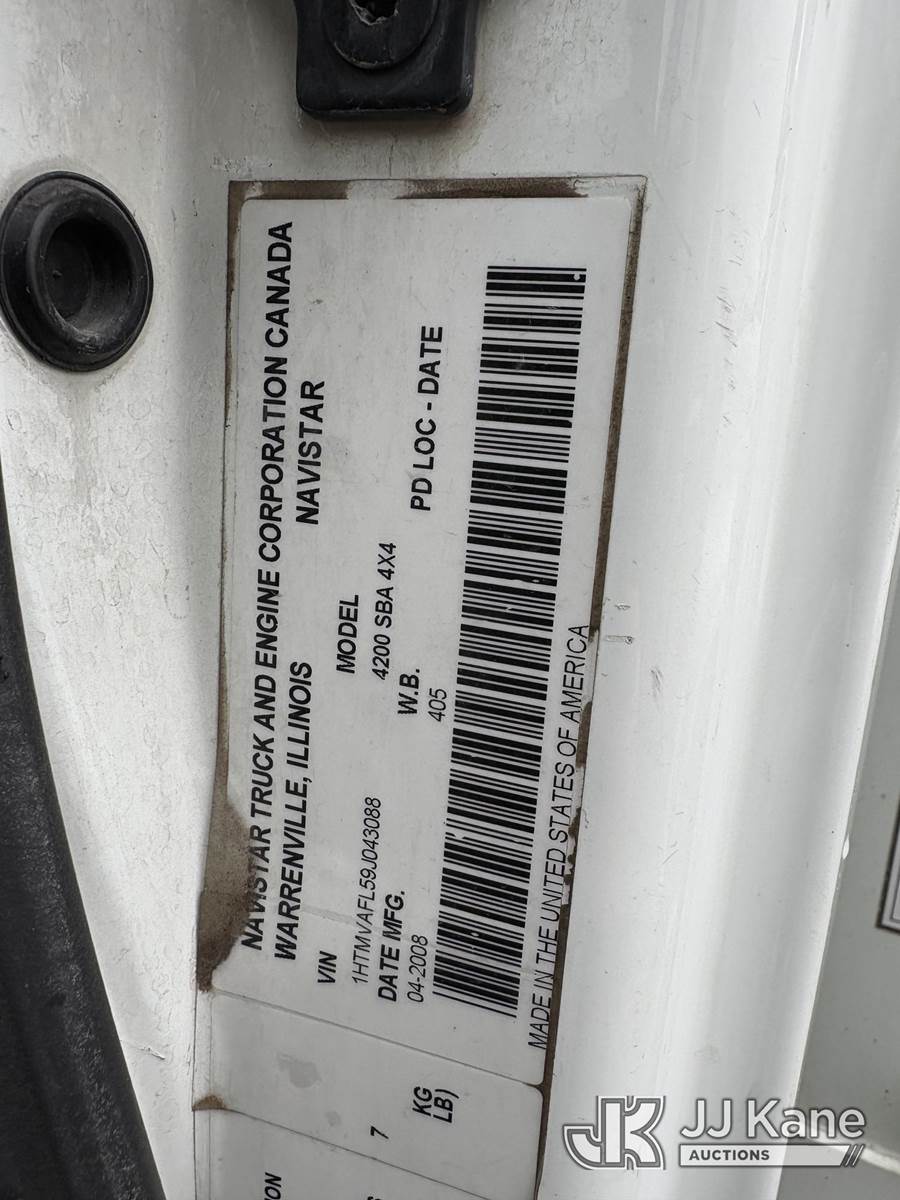 NAVISTAR TRUCK AND ENGINE CORPORATION CANADA
WARRENVILLE, ILLINOIS NAVISTAR
VIN MODEL
1HTMVAFL59J043088 4200 SBA 4X4
DATE MFG. W.B. PD LOC - DATE
04-2008 405
MADE IN THE UNITED STATES OF AMERICA
7
KG
LB)
JK JJ Kane
AUCTIONS